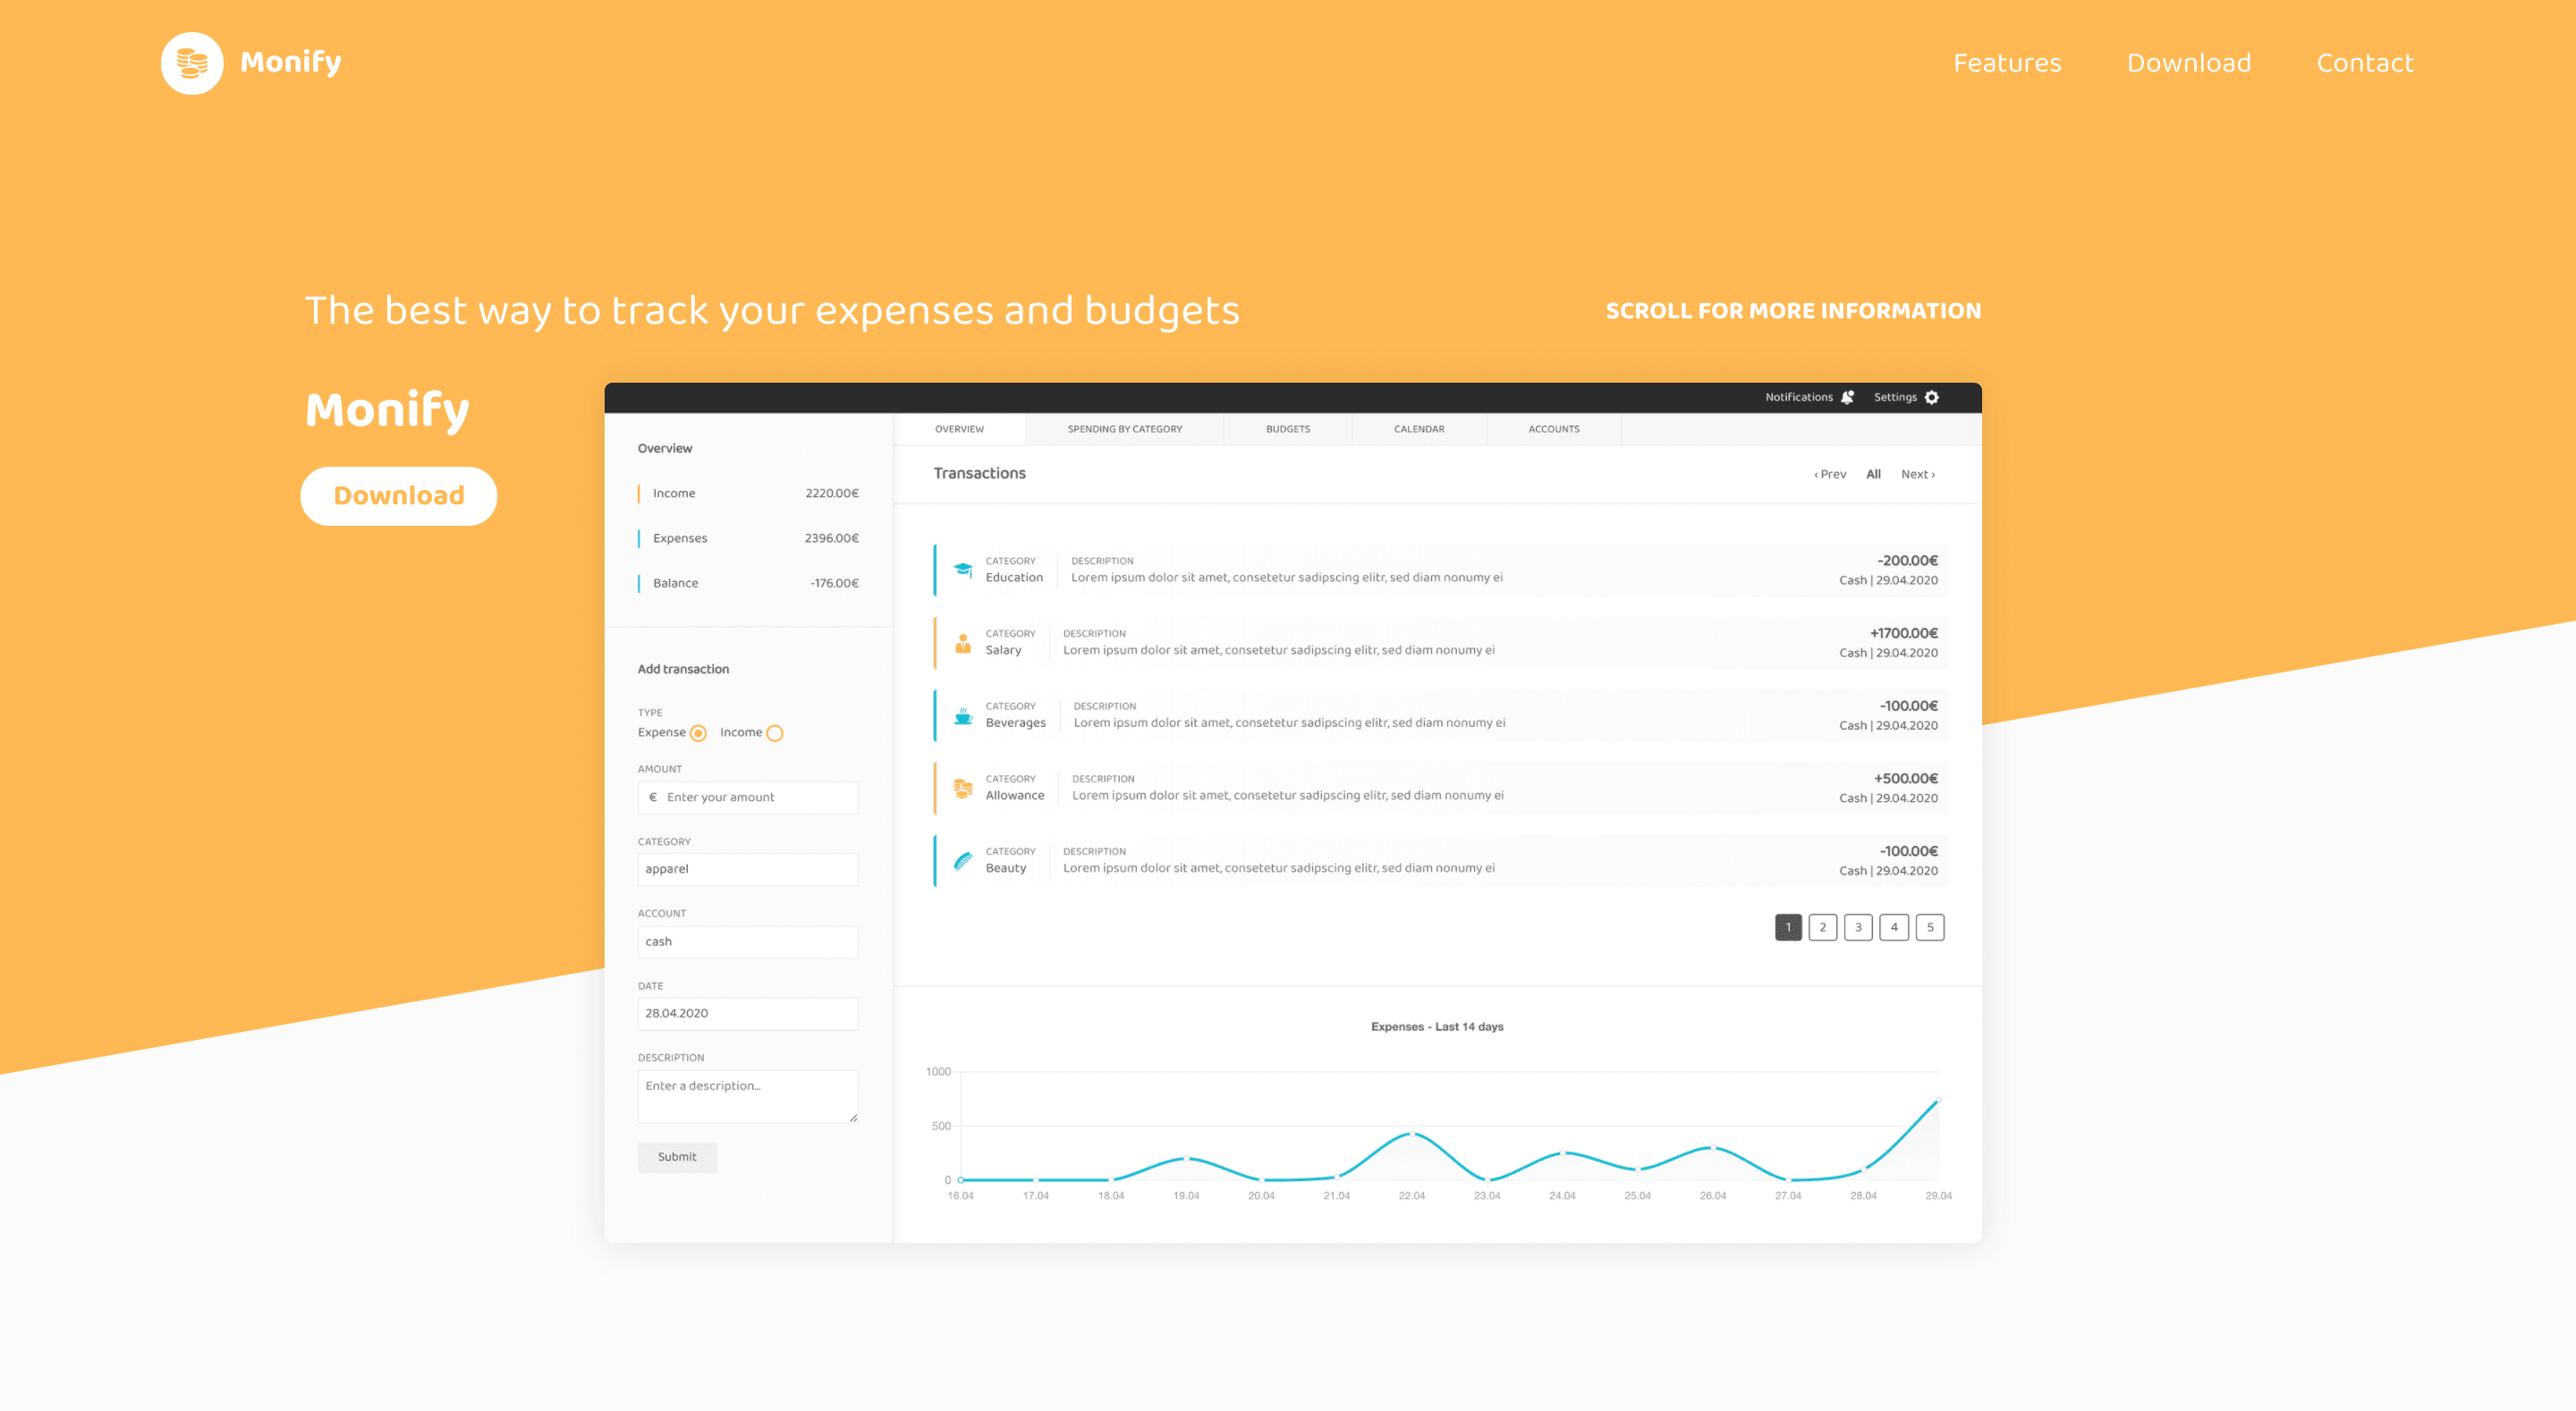 Monify
Features Download Contact
The best way to track your expenses and budgets
SCROLL FOR MORE INFORMATION
Monify
Download
Notifications Settings
Overview
Income 2220.00€
Expenses 2396.00€
Balance -176.00€
Add transaction
TYPE
Expense Income
AMOUNT
€ Enter your amount
CATEGORY
apparel
ACCOUNT
cash
DATE
28.04.2020
DESCRIPTION
Enter a description...
Submit
OVERVIEW SPENDING BY CATEGORY BUDGETS CALENDAR ACCOUNTS
Transactions
‹ Prev All Next ›
CATEGORY DESCRIPTION -200.00€
Education Lorem ipsum dolor sit amet, consetetur sadipscing elitr, sed diam nonumy ei Cash | 29.04.2020
CATEGORY DESCRIPTION +1700.00€
Salary Lorem ipsum dolor sit amet, consetetur sadipscing elitr, sed diam nonumy ei Cash | 29.04.2020
CATEGORY DESCRIPTION -100.00€
Beverages Lorem ipsum dolor sit amet, consetetur sadipscing elitr, sed diam nonumy ei Cash | 29.04.2020
CATEGORY DESCRIPTION +500.00€
Allowance Lorem ipsum dolor sit amet, consetetur sadipscing elitr, sed diam nonumy ei Cash | 29.04.2020
CATEGORY DESCRIPTION -100.00€
Beauty Lorem ipsum dolor sit amet, consetetur sadipscing elitr, sed diam nonumy ei Cash | 29.04.2020
1 2 3 4 5
Expenses - Last 14 days
1000
500
0
16.04 17.04 18.04 19.04 20.04 21.04 22.04 23.04 24.04 25.04 26.04 27.04 28.04 29.04